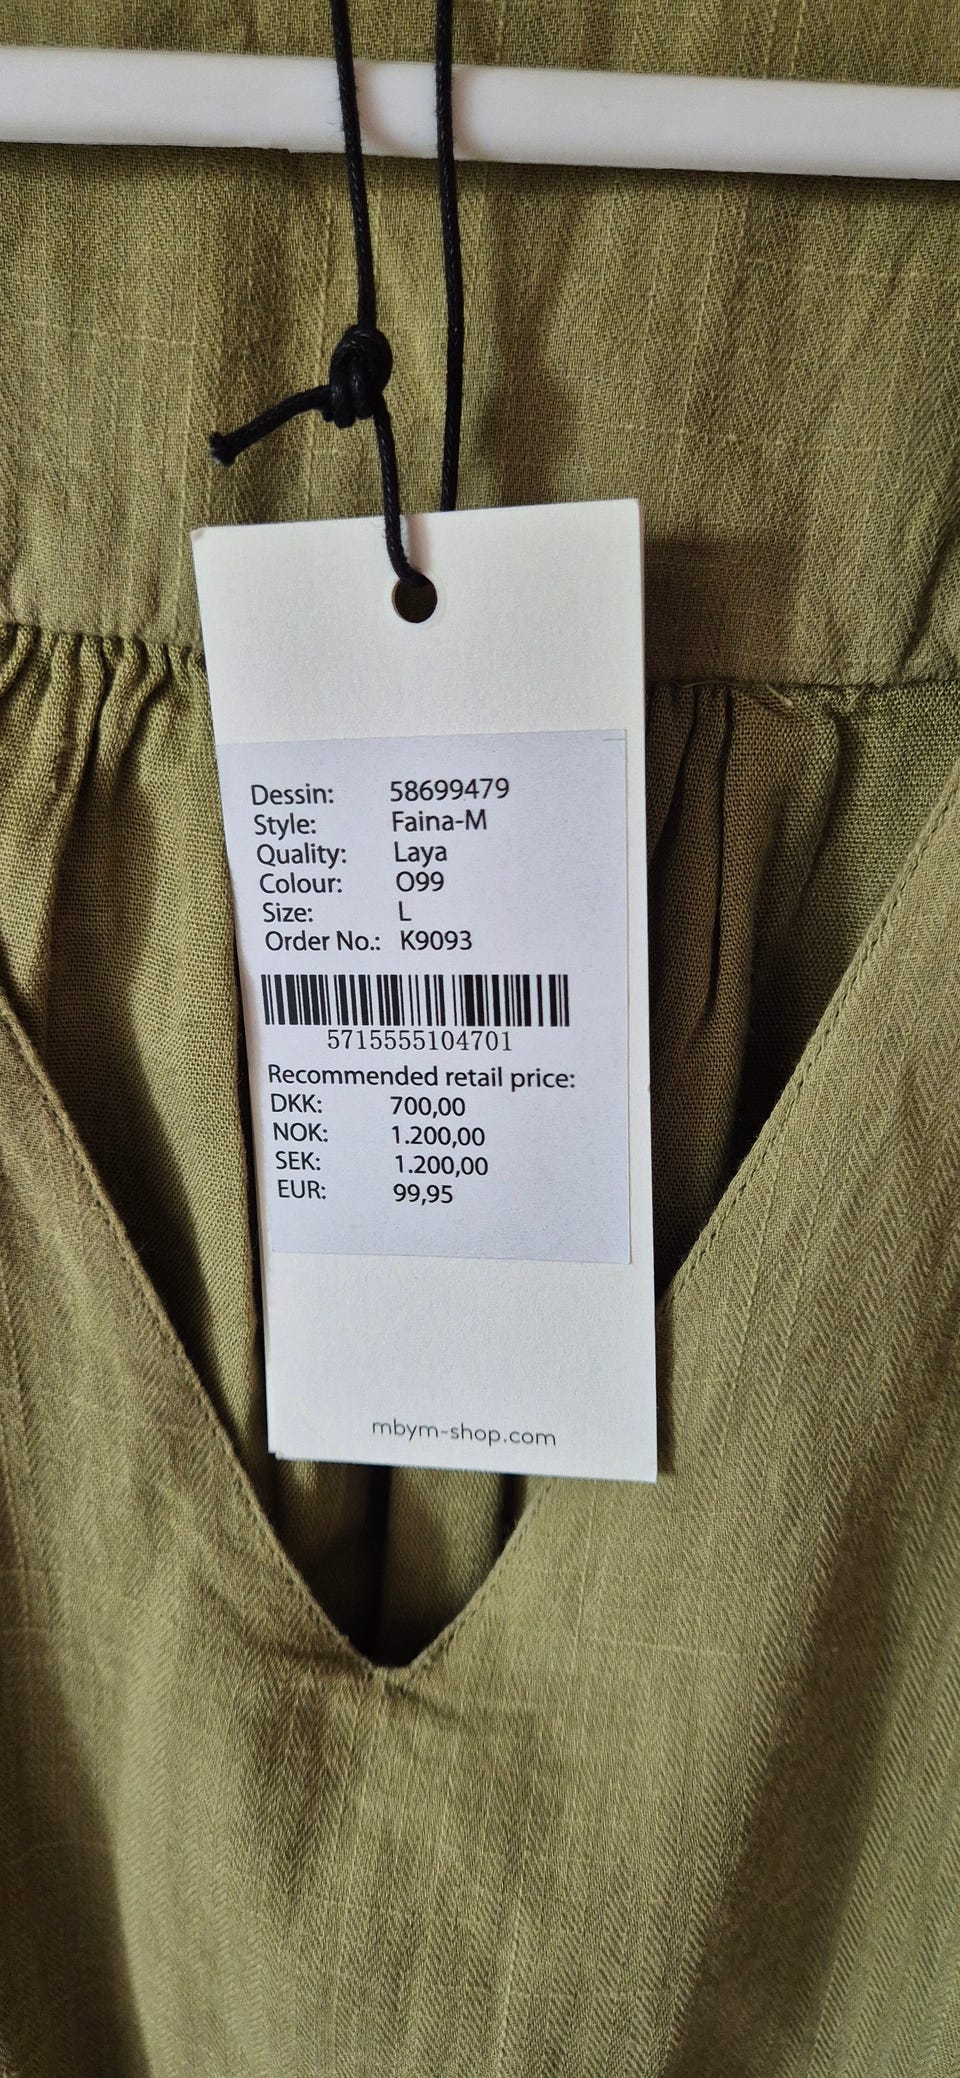 Dessin: 58699479
Style: Faina-M
Quality: Laya
Colour: O99
Size: L
Order No.: K9093
5715555104701
Recommended retail price:
DKK: 700,00
NOK: 1.200,00
SEK: 1.200,00
EUR: 99,95
mbym-shop.com